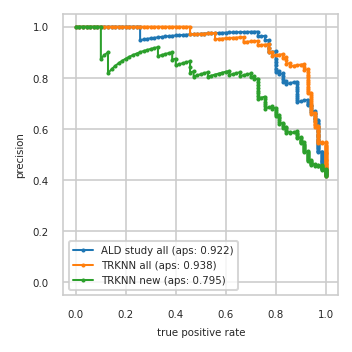 1.0
0.8
0.6
0.4
0.2
0.0
precision
ALD study all (aps: 0.922)
TRKNN all (aps: 0.938)
TRKNN new (aps: 0.795)
0.0 0.2 0.4 0.6 0.8 1.0
true positive rate